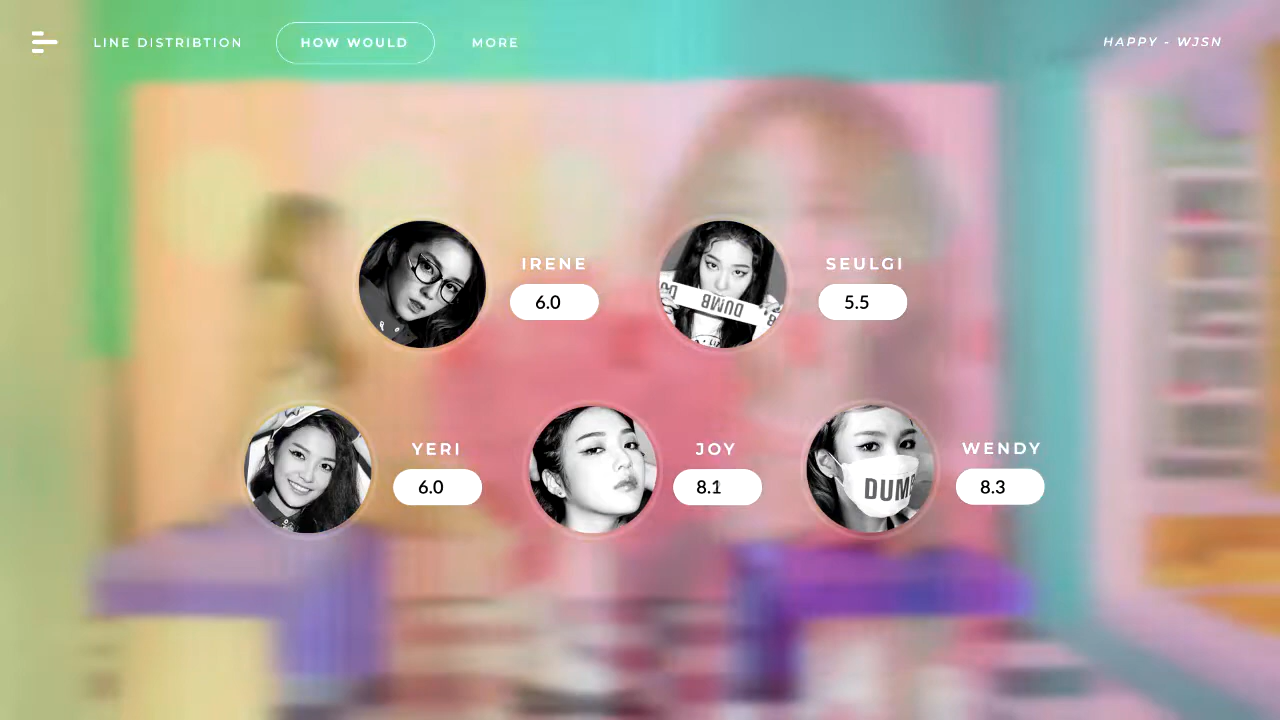 LINE DISTRIBTION
HOW WOULD
MORE
HAPPY - WJSN
IRENE
6.0
SEULGI
5.5
DUMB
YERI
6.0
JOY
8.1
WENDY
8.3
DUMB